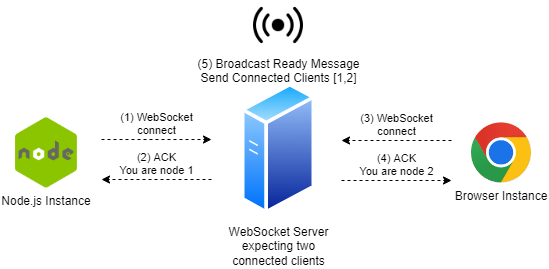 (5) Broadcast Ready Message
Send Connected Clients [1,2]
(1) WebSocket
connect
(3) WebSocket
connect
node
(2) ACK
You are node 1
(4) ACK
You are node 2
Node.js Instance
Browser Instance
WebSocket Server
expecting two
connected clients